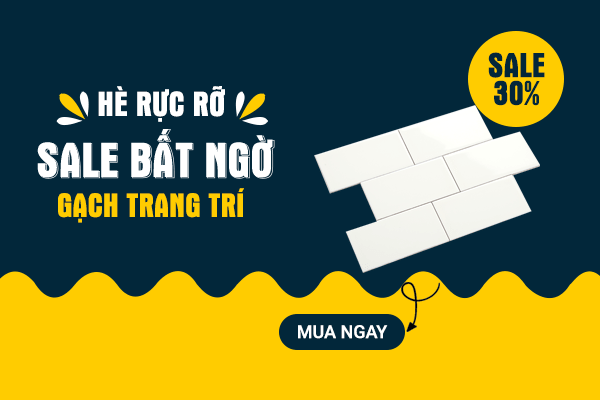 HÈ RỰC RỠ
SALE BẤT NGỜ
GẠCH TRANG TRÍ
SALE
30%
MUA NGAY